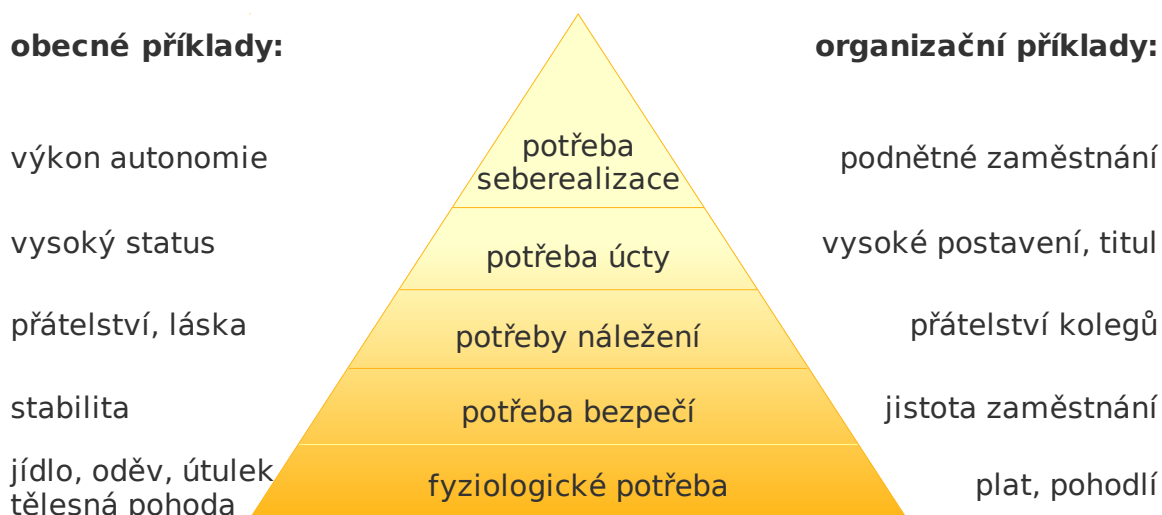 obecné příklady:
organizační příklady:
výkon autonomie
potřeba
seberealizace
podnětné zaměstnání
vysoký status
potřeba úcty
vysoké postavení, titul
přátelství, láska
potřeby náležení
přátelství kolegů
stabilita
potřeba bezpečí
jistota zaměstnání
jídlo, oděv, útulek
tělesná pohoda
fyziologické potřeba
plat, pohodlí